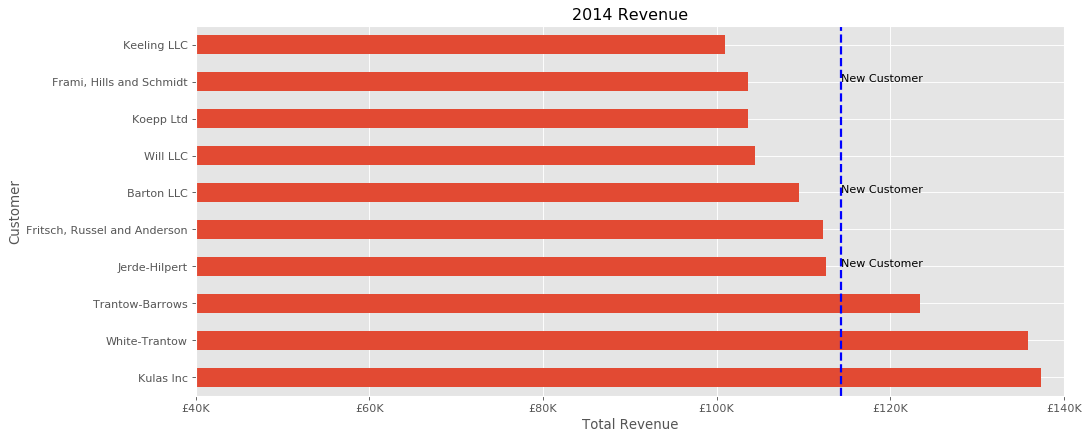 2014 Revenue
Keeling LLC
Frami, Hills and Schmidt
New Customer
Koepp Ltd
Will LLC
Barton LLC
New Customer
Fritsch, Russel and Anderson
Jerde-Hilpert
New Customer
Trantow-Barrows
White-Trantow
Kulas Inc
Customer
£40K £60K £80K £100K £120K £140K
Total Revenue